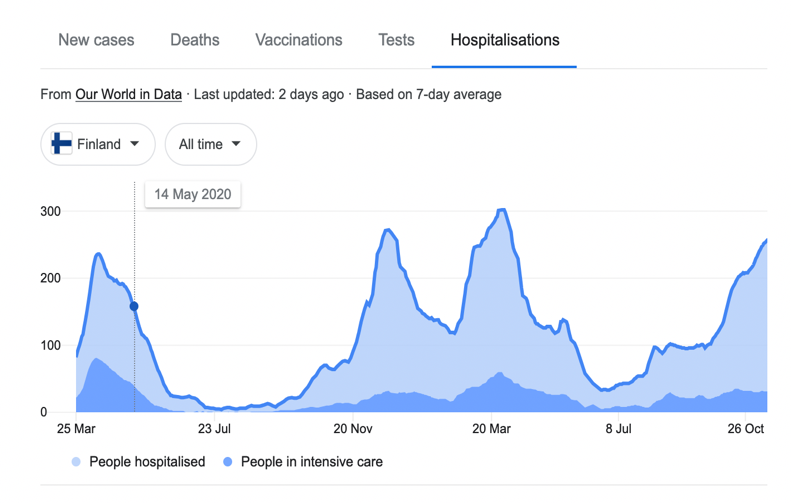 New cases Deaths Vaccinations Tests Hospitalisations
From Our World in Data · Last updated: 2 days ago · Based on 7-day average
Finland All time
14 May 2020
300
200
100
0
25 Mar 23 Jul 20 Nov 20 Mar 8 Jul 26 Oct
People hospitalised People in intensive care